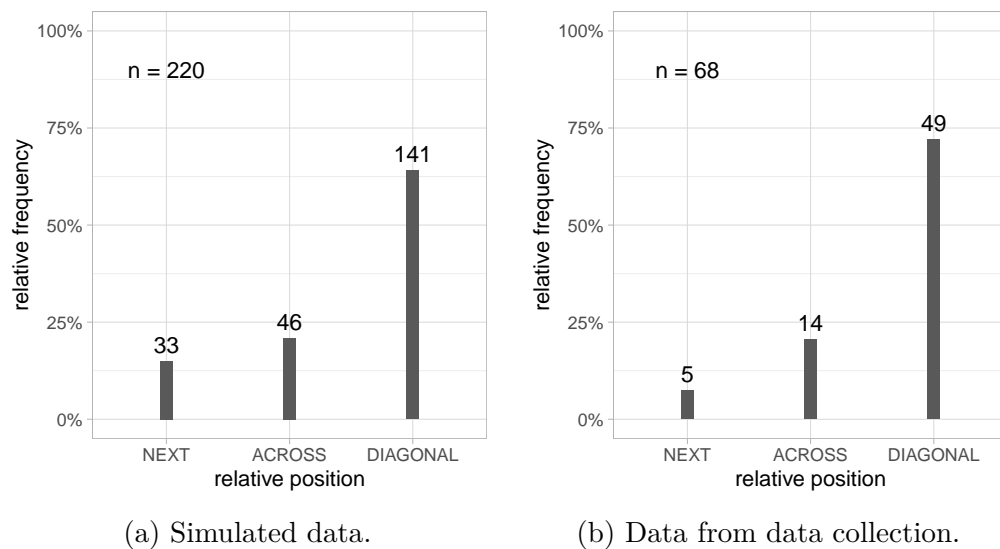 100%
n = 220
75%
141
50%
relative frequency
25%
46
33
0%
NEXT ACROSS DIAGONAL
relative position
(a) Simulated data.
100%
n = 68
75%
49
50%
relative frequency
25%
14
5
0%
NEXT ACROSS DIAGONAL
relative position
(b) Data from data collection.